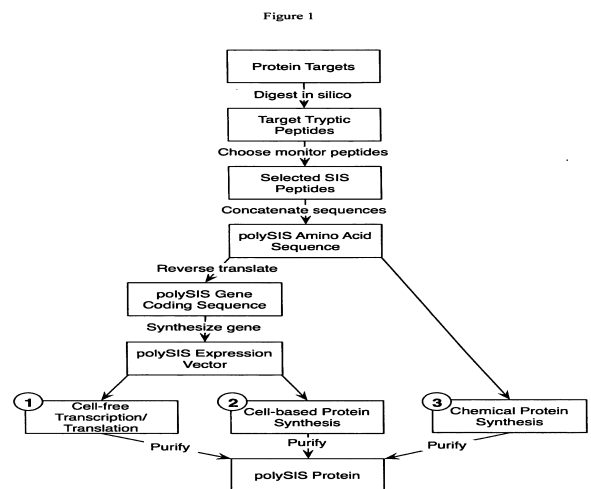 Figure 1
Protein Targets
Digest in silico
Target Tryptic
Peptides
Choose monitor peptides
Selected SIS
Peptides
Concatenate sequences
polySIS Amino Acid
Sequence
Reverse translate
polySIS Gene
Coding Sequence
Synthesize gene
polySIS Expression
Vector
1
Cell-free
Transcription/
Translation
2
Cell-based Protein
Synthesis
3
Chemical Protein
Synthesis
Purify
Purify
Purify
polySIS Protein